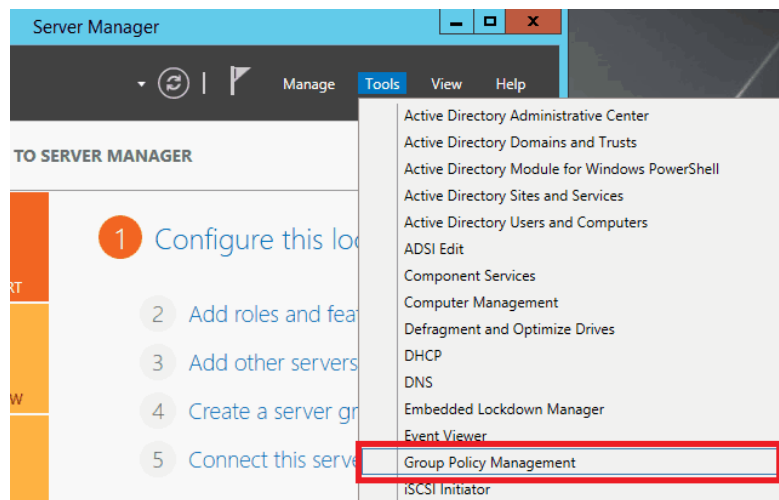 Server Manager
Manage Tools View Help
TO SERVER MANAGER
Active Directory Administrative Center
Active Directory Domains and Trusts
Active Directory Module for Windows PowerShell
Active Directory Sites and Services
Active Directory Users and Computers
ADSI Edit
Component Services
Computer Management
Defragment and Optimize Drives
DHCP
DNS
Embedded Lockdown Manager
Event Viewer
Group Policy Management
iSCSI Initiator
1 Configure this loc
2 Add roles and feat
3 Add other servers
4 Create a server gr
5 Connect this serve
RT
W